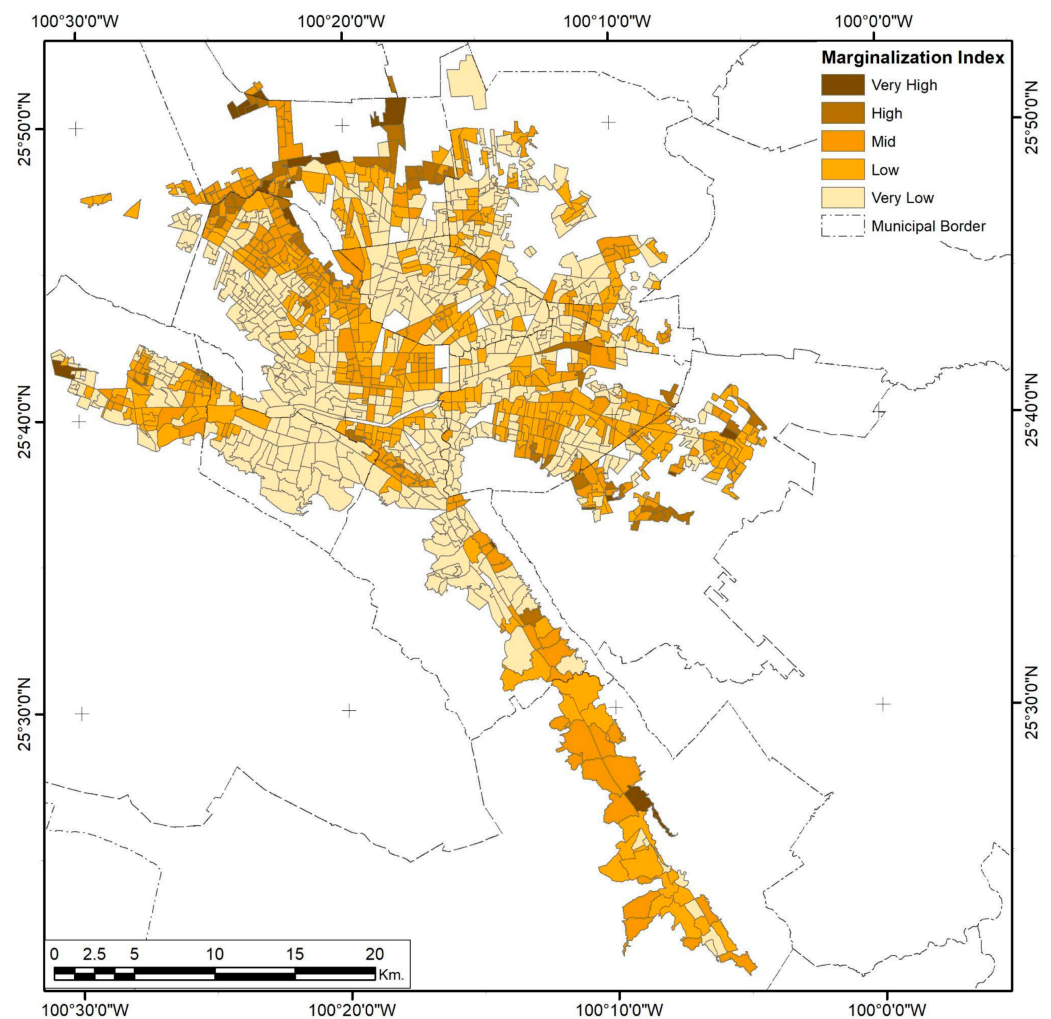 100°30'0"W 100°20'0"W 100°10'0"W 100°0'0"W
Marginalization Index
Very High
High
Mid
Low
Very Low
Municipal Border
25°50'0"N 25°50'0"N
25°40'0"N 25°40'0"N
25°30'0"N 25°30'0"N
0 2.5 5 10 15 20
Km.
100°30'0"W 100°20'0"W 100°10'0"W 100°0'0"W